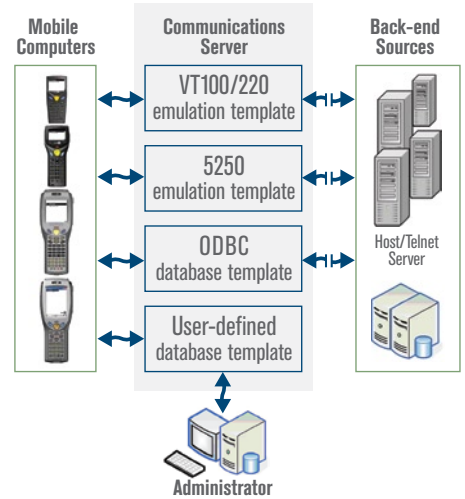 Mobile
Computers
Communications
Server
Back-end
Sources
VT100/220
emulation template
5250
emulation template
ODBC
database template
User-defined
database template
Host/Telnet
Server
Administrator